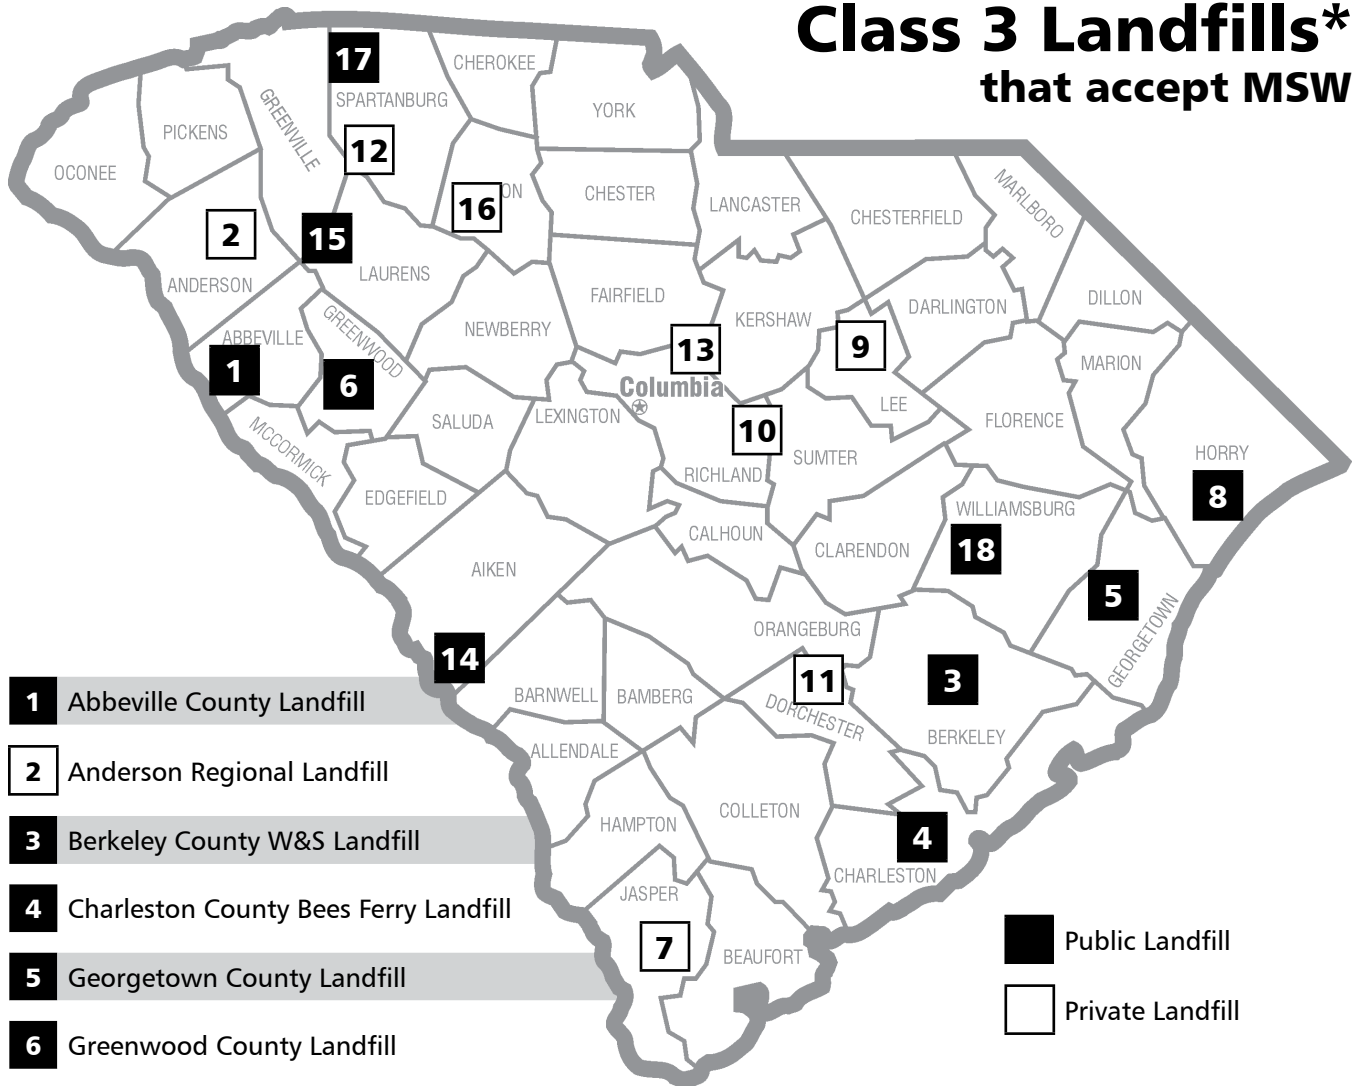 Class 3 Landfills*
that accept MSW
17
CHEROKEE
SPARTANBURG
YORK
GREENVILLE
PICKENS
12
OCONEE
MARLBORO
16
ON
CHESTER
LANCASTER
CHESTERFIELD
2
15
LAURENS
ANDERSON
FAIRFIELD
DARLINGTON
DILLON
ABBEVILLE
GREENWOOD
NEWBERRY
KERSHAW
13
9
MARION
1
6
Columbia
LEE
SALUDA
LEXINGTON
10
FLORENCE
MCCORMICK
SUMTER
HORRY
RICHLAND
8
EDGEFIELD
WILLIAMSBURG
CALHOUN
CLARENDON
18
AIKEN
5
ORANGEBURG
GEORGETOWN
14
11
3
BARNWELL
BAMBERG
DORCHESTER
BERKELEY
ALLENDALE
COLLETON
HAMPTON
4
CHARLESTON
JASPER
7
BEAUFORT
1 Abbeville County Landfill
2 Anderson Regional Landfill
3 Berkeley County W&S Landfill
4 Charleston County Bees Ferry Landfill
5 Georgetown County Landfill
6 Greenwood County Landfill
Public Landfill
Private Landfill